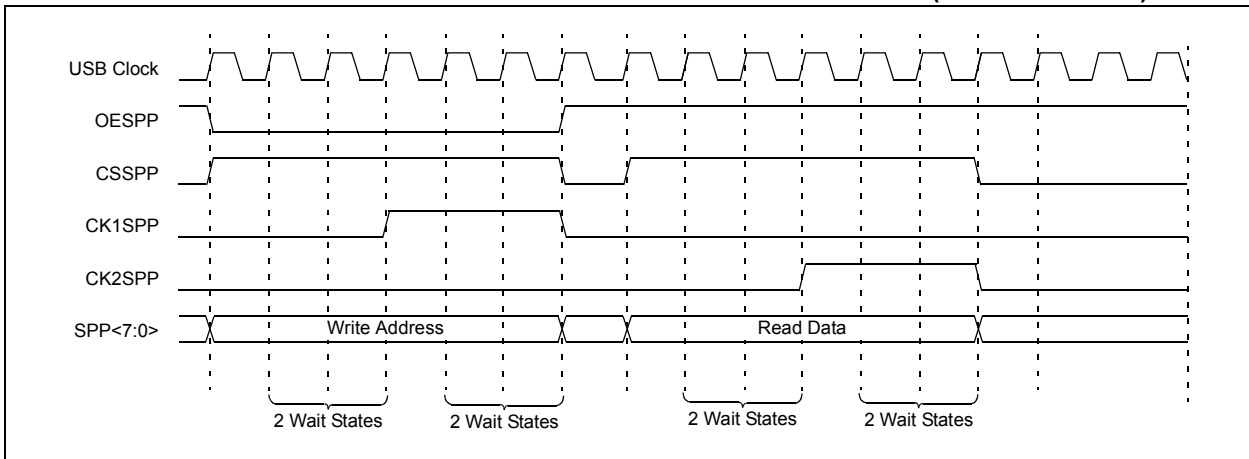 USB Clock
OESPP
CSSPP
CK1SPP
CK2SPP
SPP<7:0> Write Address Read Data
2 Wait States 2 Wait States 2 Wait States 2 Wait States